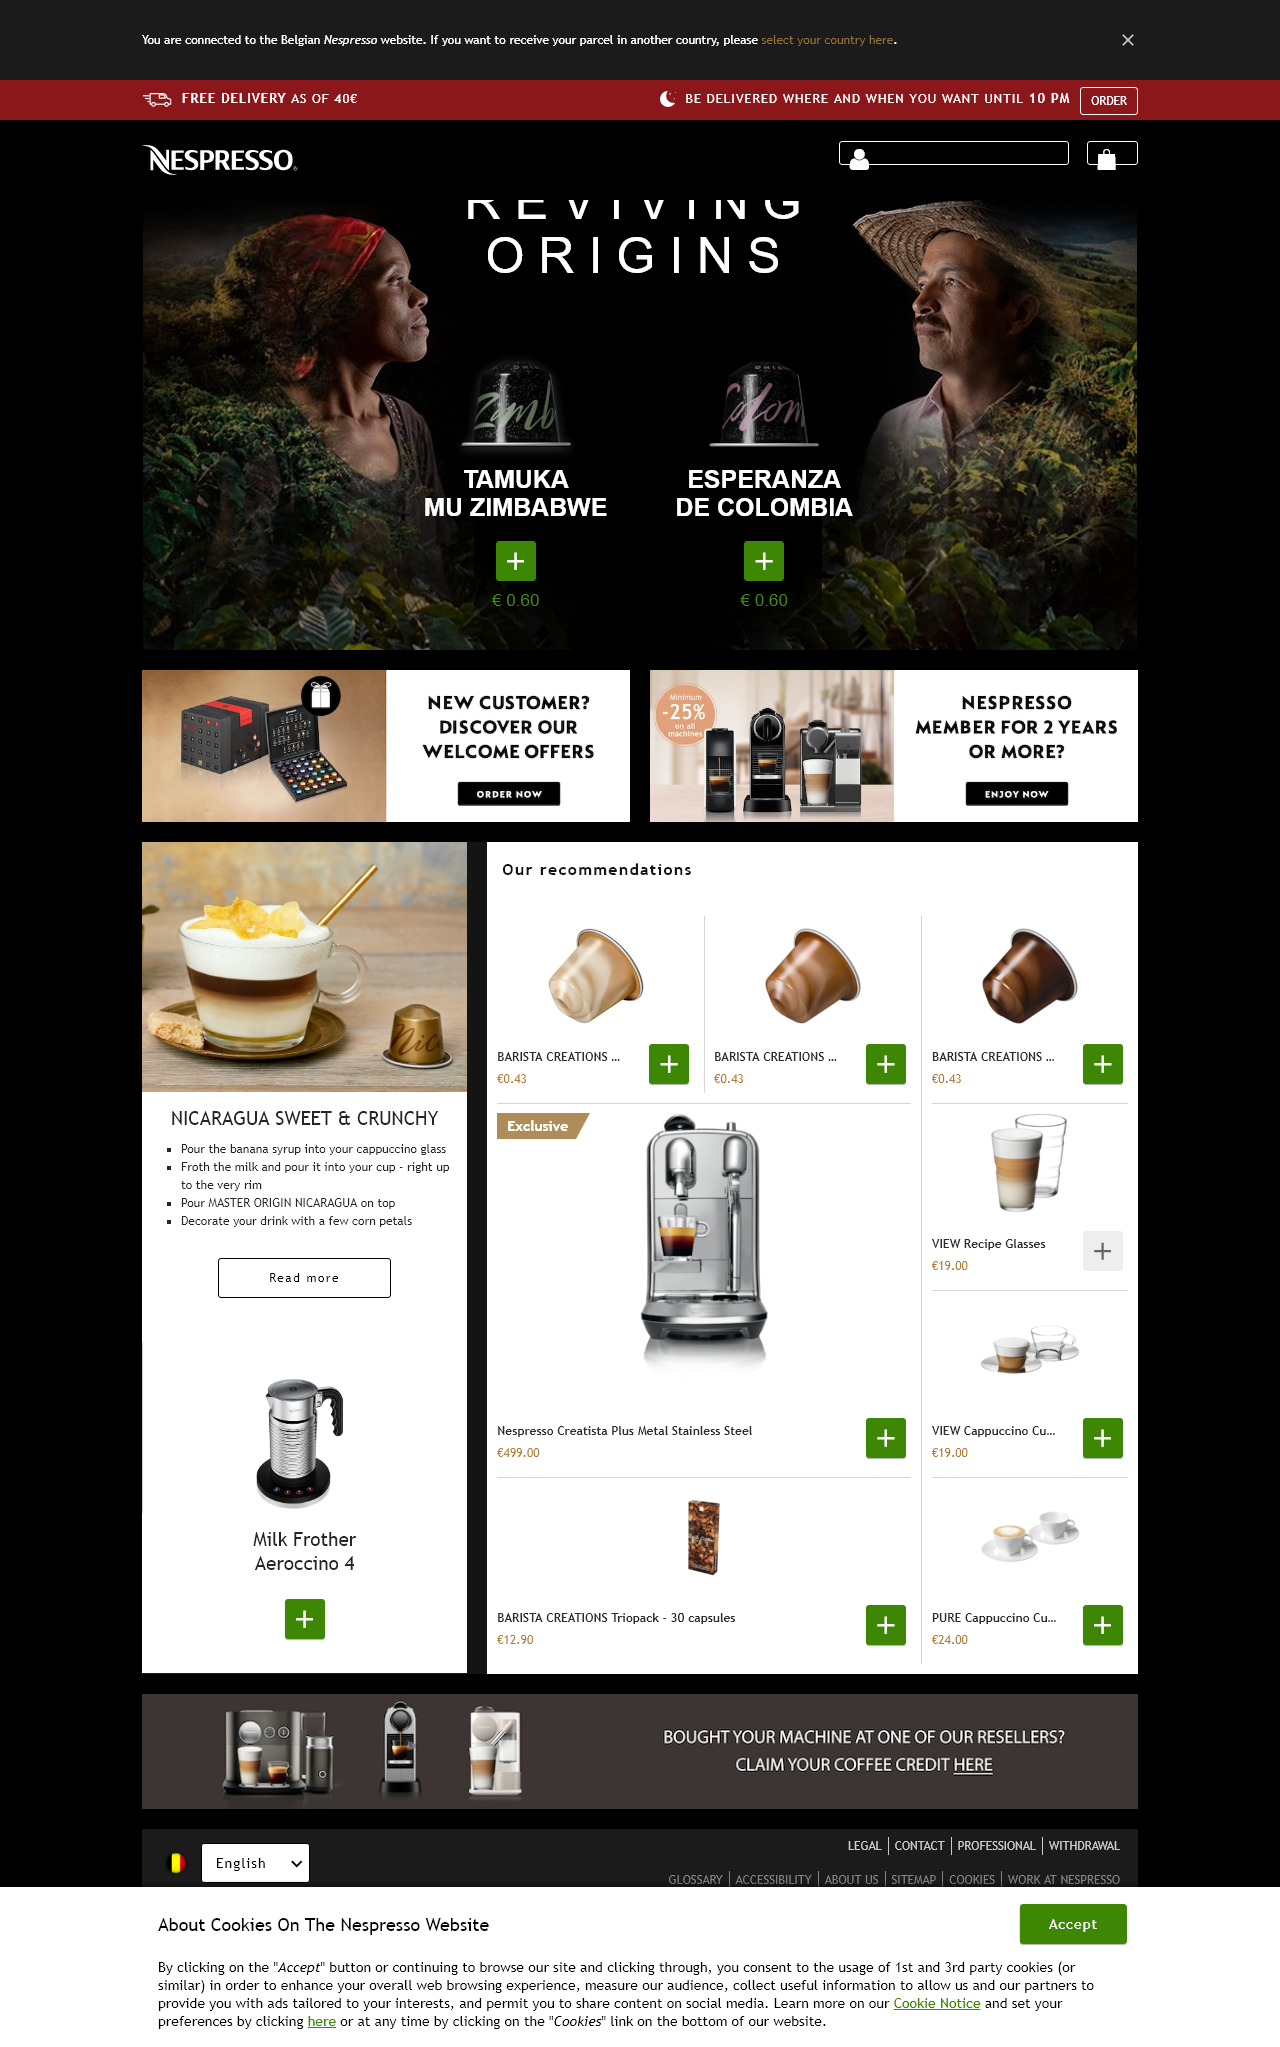 You are connected to the Belgian Nespresso website. If you want to receive your parcel in another country, please select your country here.
FREE DELIVERY AS OF 40€
BE DELIVERED WHERE AND WHEN YOU WANT UNTIL 10 PM
ORDER
NESPRESSO
REVIVING
ORIGINS
Zimb
Colom
TAMUKA
MU ZIMBABWE
ESPERANZA
DE COLOMBIA
€ 0.60
€ 0.60
NEW CUSTOMER?
DISCOVER OUR
WELCOME OFFERS
ORDER NOW
Minimum
-25%
on all
machines
NESPRESSO
MEMBER FOR 2 YEARS
OR MORE?
ENJOY NOW
Nic
NICARAGUA SWEET & CRUNCHY
Pour the banana syrup into your cappuccino glass
Froth the milk and pour it into your cup - right up
to the very rim
Pour MASTER ORIGIN NICARAGUA on top
Decorate your drink with a few corn petals
Read more
Milk Frother
Aeroccino 4
Our recommendations
BARISTA CREATIONS ...
€0.43
BARISTA CREATIONS ...
€0.43
BARISTA CREATIONS ...
€0.43
Exclusive
Nespresso Creatista Plus Metal Stainless Steel
€499.00
VIEW Recipe Glasses
€19.00
VIEW Cappuccino Cu...
€19.00
BARISTA CREATIONS Triopack - 30 capsules
€12.90
PURE Cappuccino Cu...
€24.00
BOUGHT YOUR MACHINE AT ONE OF OUR RESELLERS?
CLAIM YOUR COFFEE CREDIT HERE
English
LEGAL CONTACT PROFESSIONAL WITHDRAWAL
GLOSSARY ACCESSIBILITY ABOUT US SITEMAP COOKIES WORK AT NESPRESSO
About Cookies On The Nespresso Website
Accept
By clicking on the "Accept" button or continuing to browse our site and clicking through, you consent to the usage of 1st and 3rd party cookies (or
similar) in order to enhance your overall web browsing experience, measure our audience, collect useful information to allow us and our partners to
provide you with ads tailored to your interests, and permit you to share content on social media. Learn more on our Cookie Notice and set your
preferences by clicking here or at any time by clicking on the "Cookies" link on the bottom of our website.